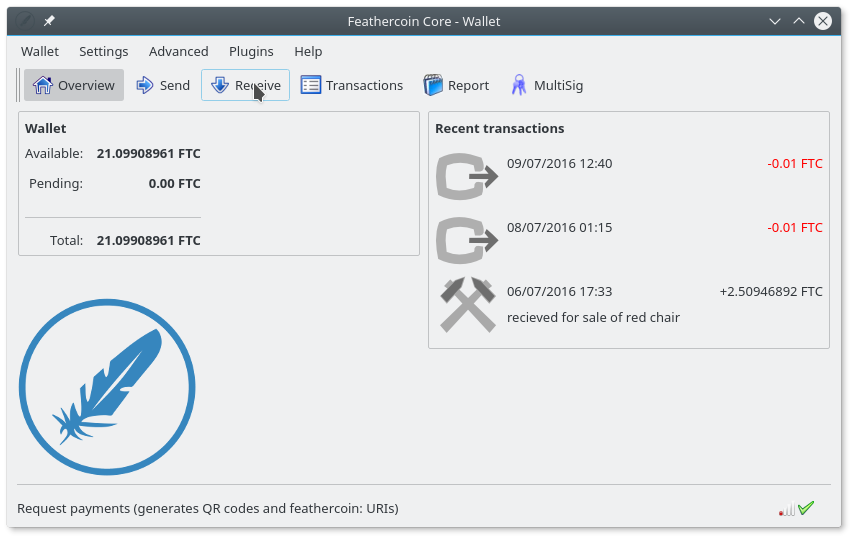 Feathercoin Core - Wallet
Wallet Settings Advanced Plugins Help
Overview Send Receive Transactions Report MultiSig
Wallet
Available: 21.09908961 FTC
Pending: 0.00 FTC
Total: 21.09908961 FTC
Recent transactions
09/07/2016 12:40 -0.01 FTC
08/07/2016 01:15 -0.01 FTC
06/07/2016 17:33 +2.50946892 FTC
recieved for sale of red chair
Request payments (generates QR codes and feathercoin: URIs)